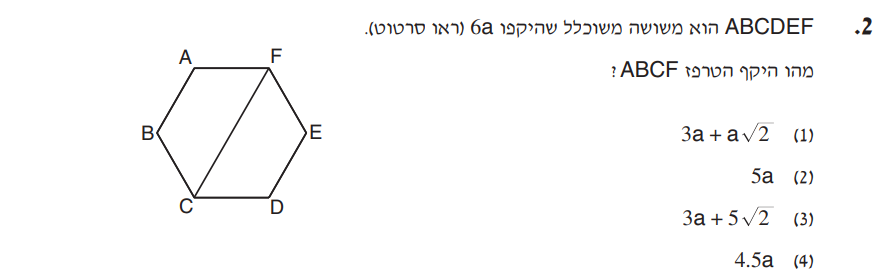 .2 ABCDEF הוא משושה משוכלל שהיקפו 6a (ראו סרטוט).
מהו היקף הטרפז ABCF ?
(1) 3a + a√2
(2) 5a
(3) 3a + 5√2
(4) 4.5a
A F
B E
C D